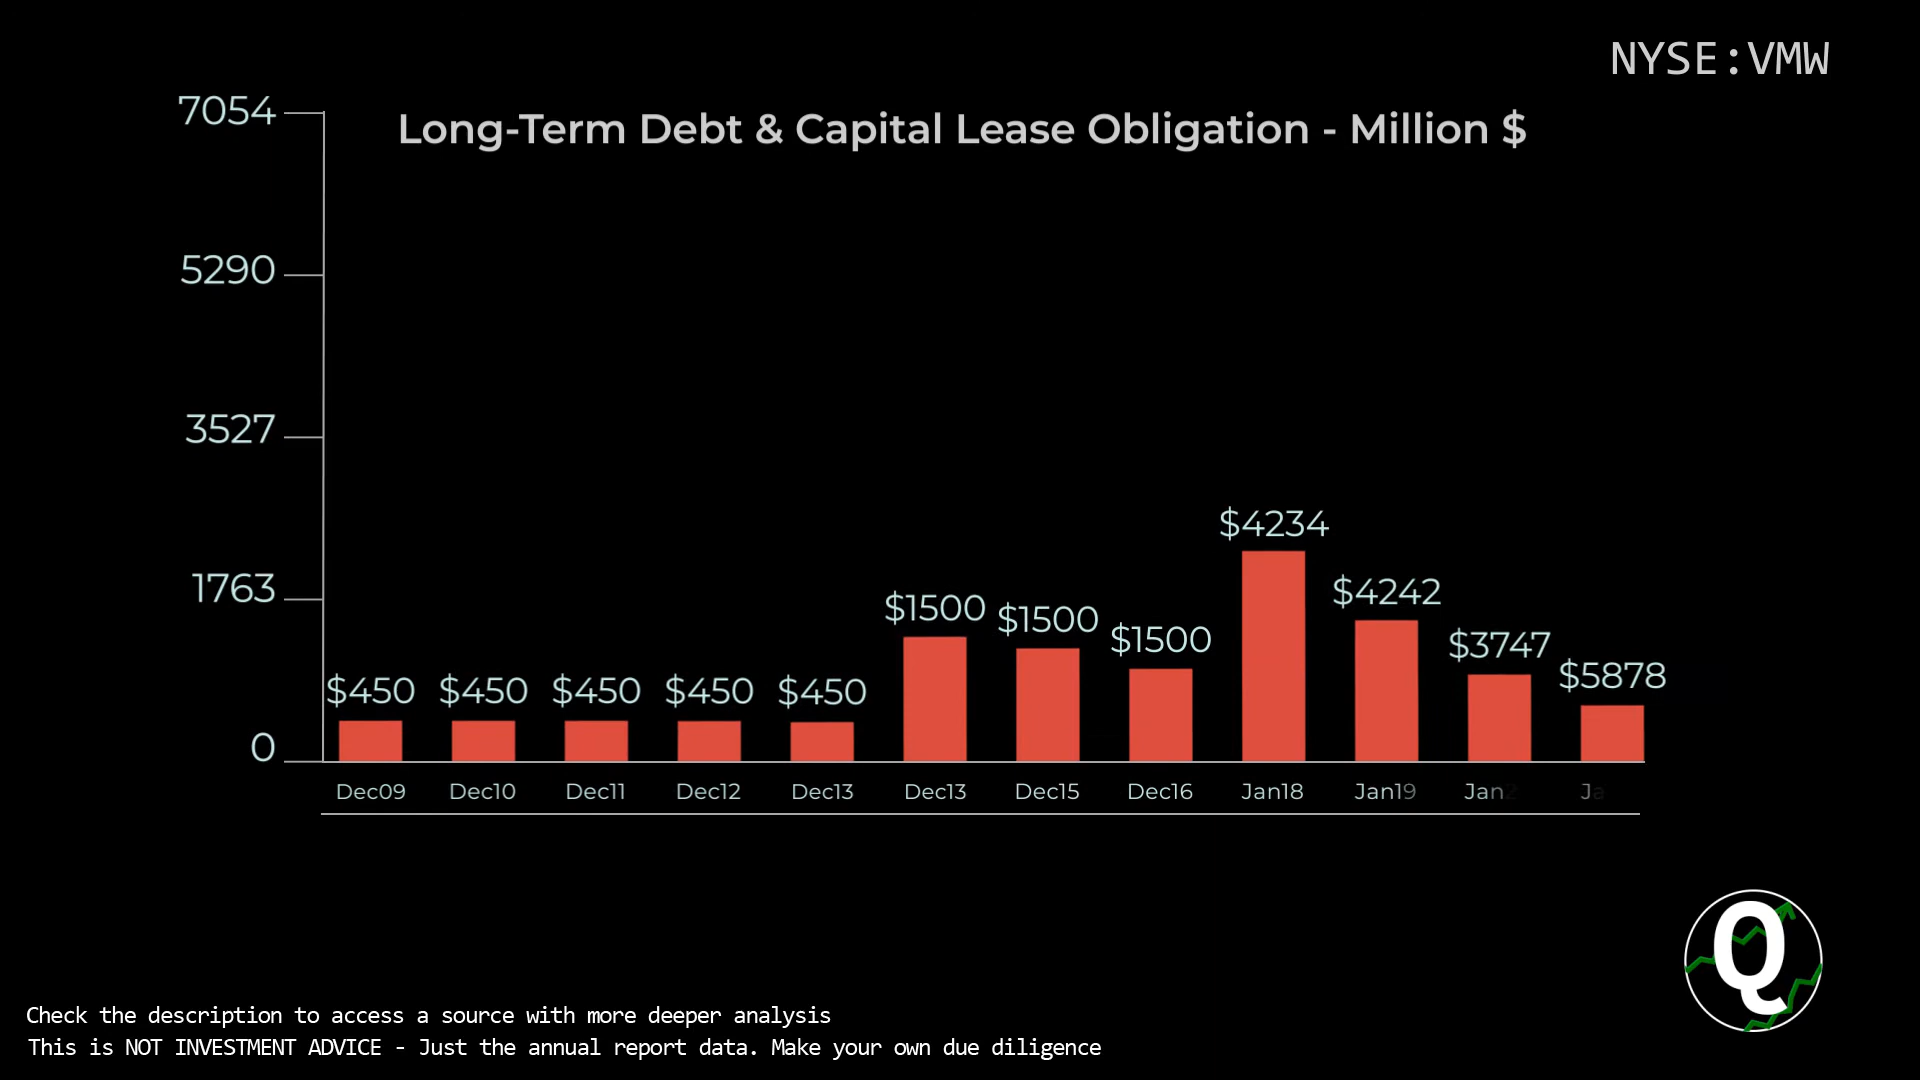 NYSE:VMW
Long-Term Debt & Capital Lease Obligation - Million $
7054
5290
3527
1763
0
$450 $450 $450 $450 $450 $1500 $1500 $1500 $4234 $4242 $3747 $5878
Dec09 Dec10 Dec11 Dec12 Dec13 Dec13 Dec15 Dec16 Jan18 Jan19
Q
Check the description to access a source with more deeper analysis
This is NOT INVESTMENT ADVICE - Just the annual report data. Make your own due diligence